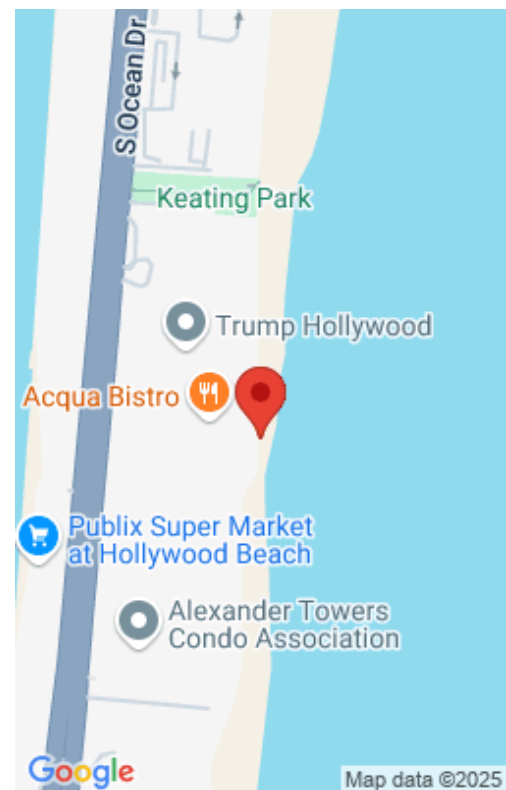 S Ocean Dr
Keating Park
Trump Hollywood
Acqua Bistro
Publix Super Market
at Hollywood Beach
Alexander Towers
Condo Association
Google
Map data ©2025